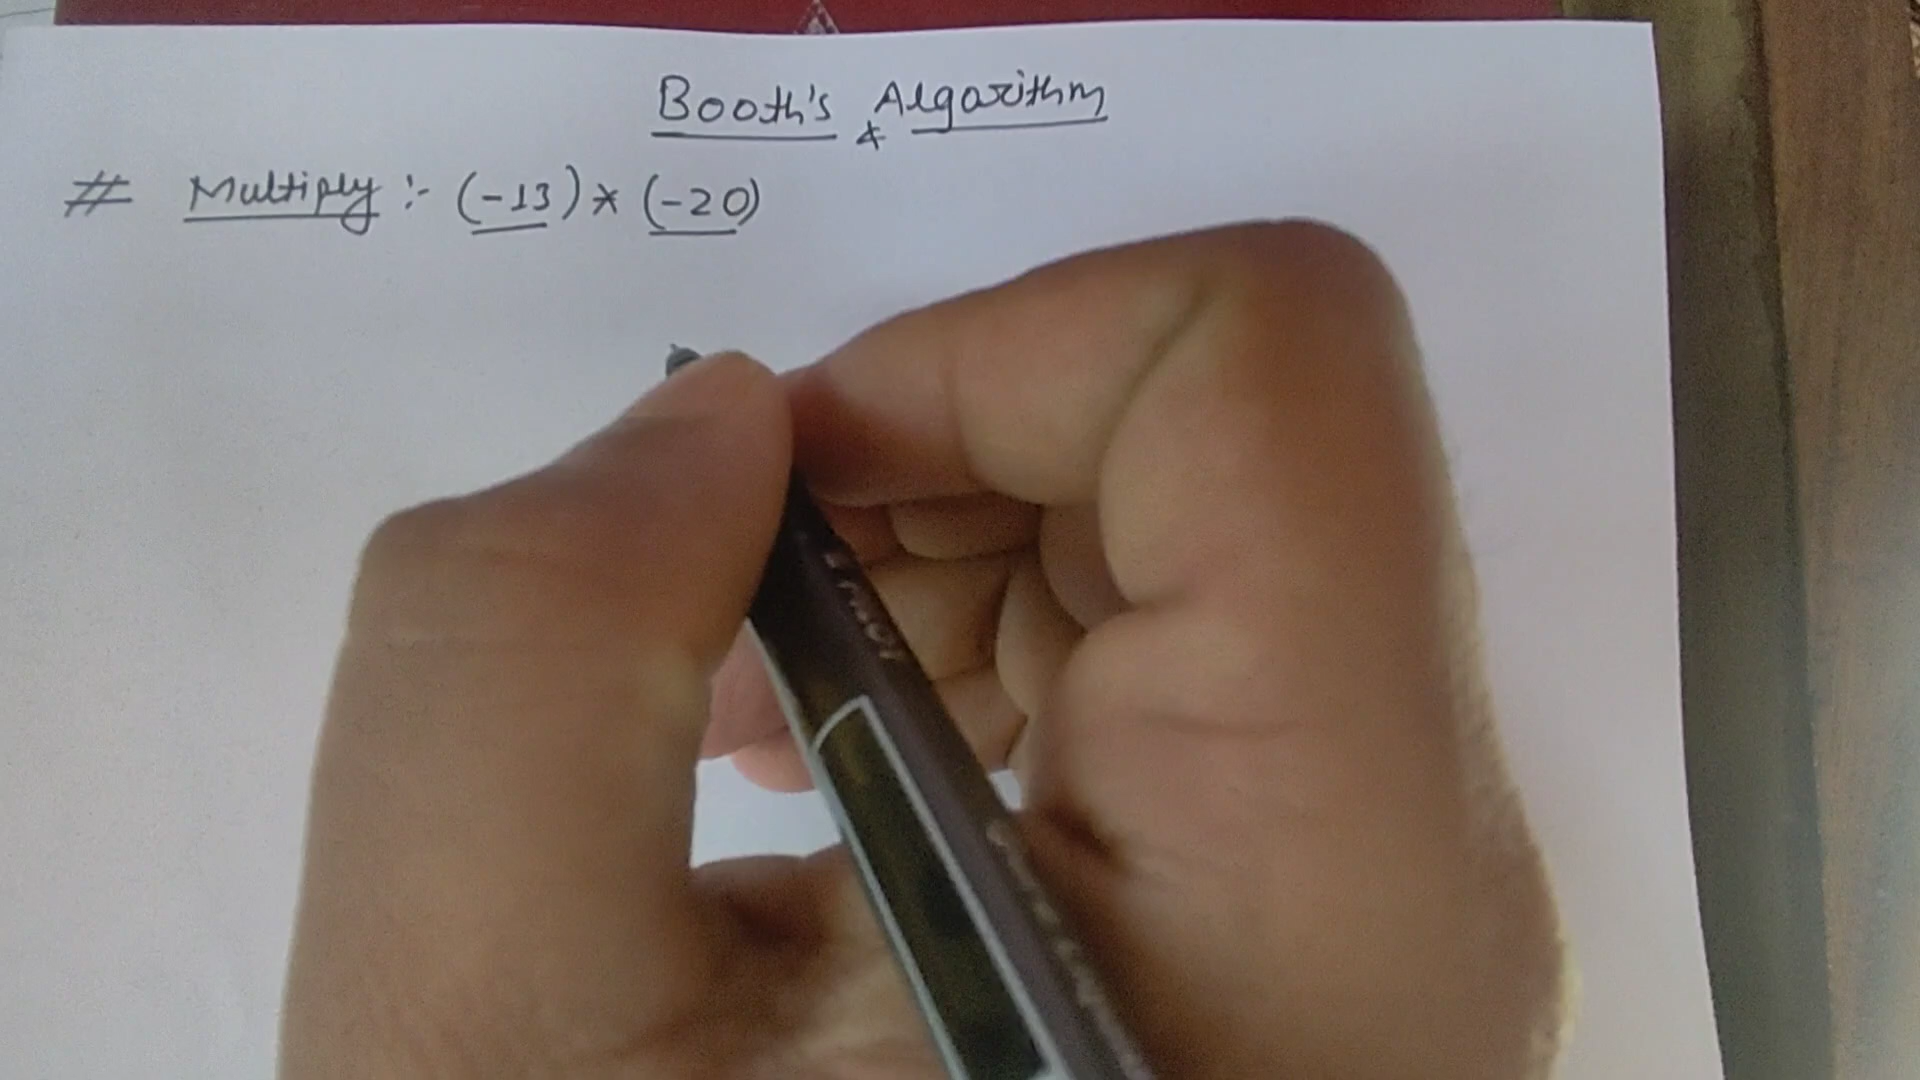 Booth's Algorithm
# Multiply :- (-13) * (-20)